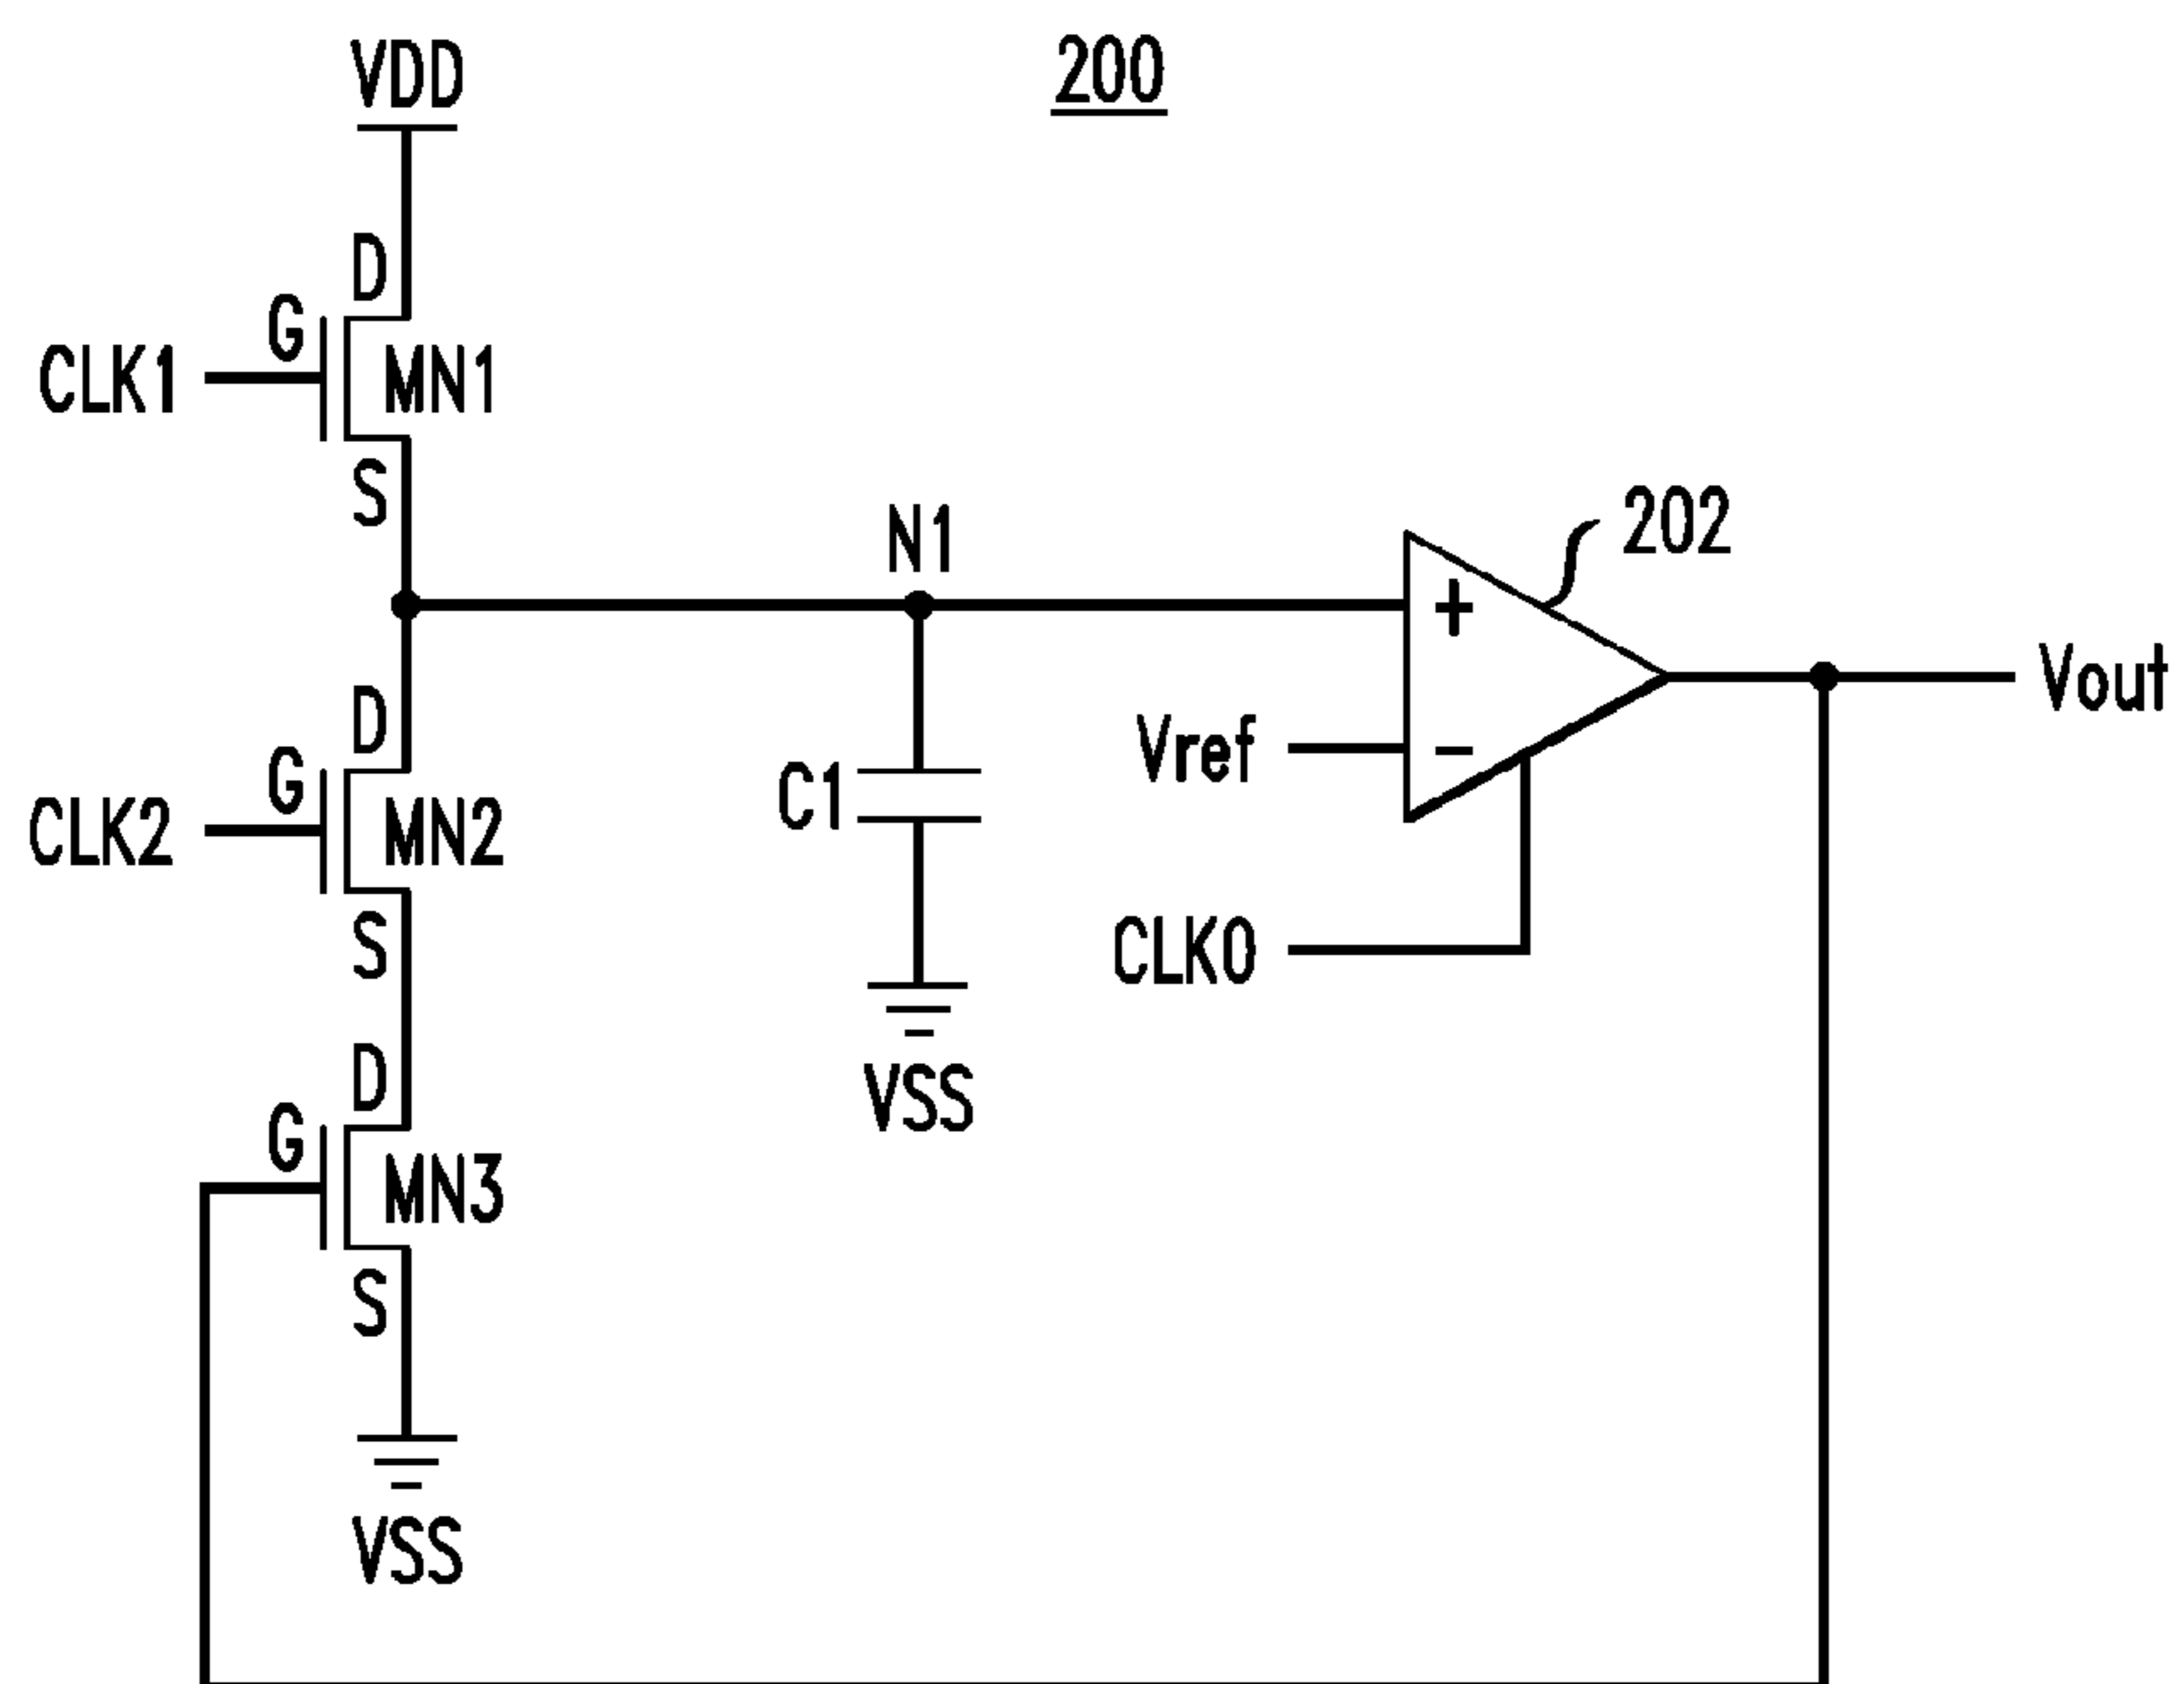 VDD
200
D
G
CLK1
MN1
S
N1
202
+
Vout
D
G
Vref
−
CLK2
MN2
C1
S
CLK0
D
G
VSS
MN3
S
VSS